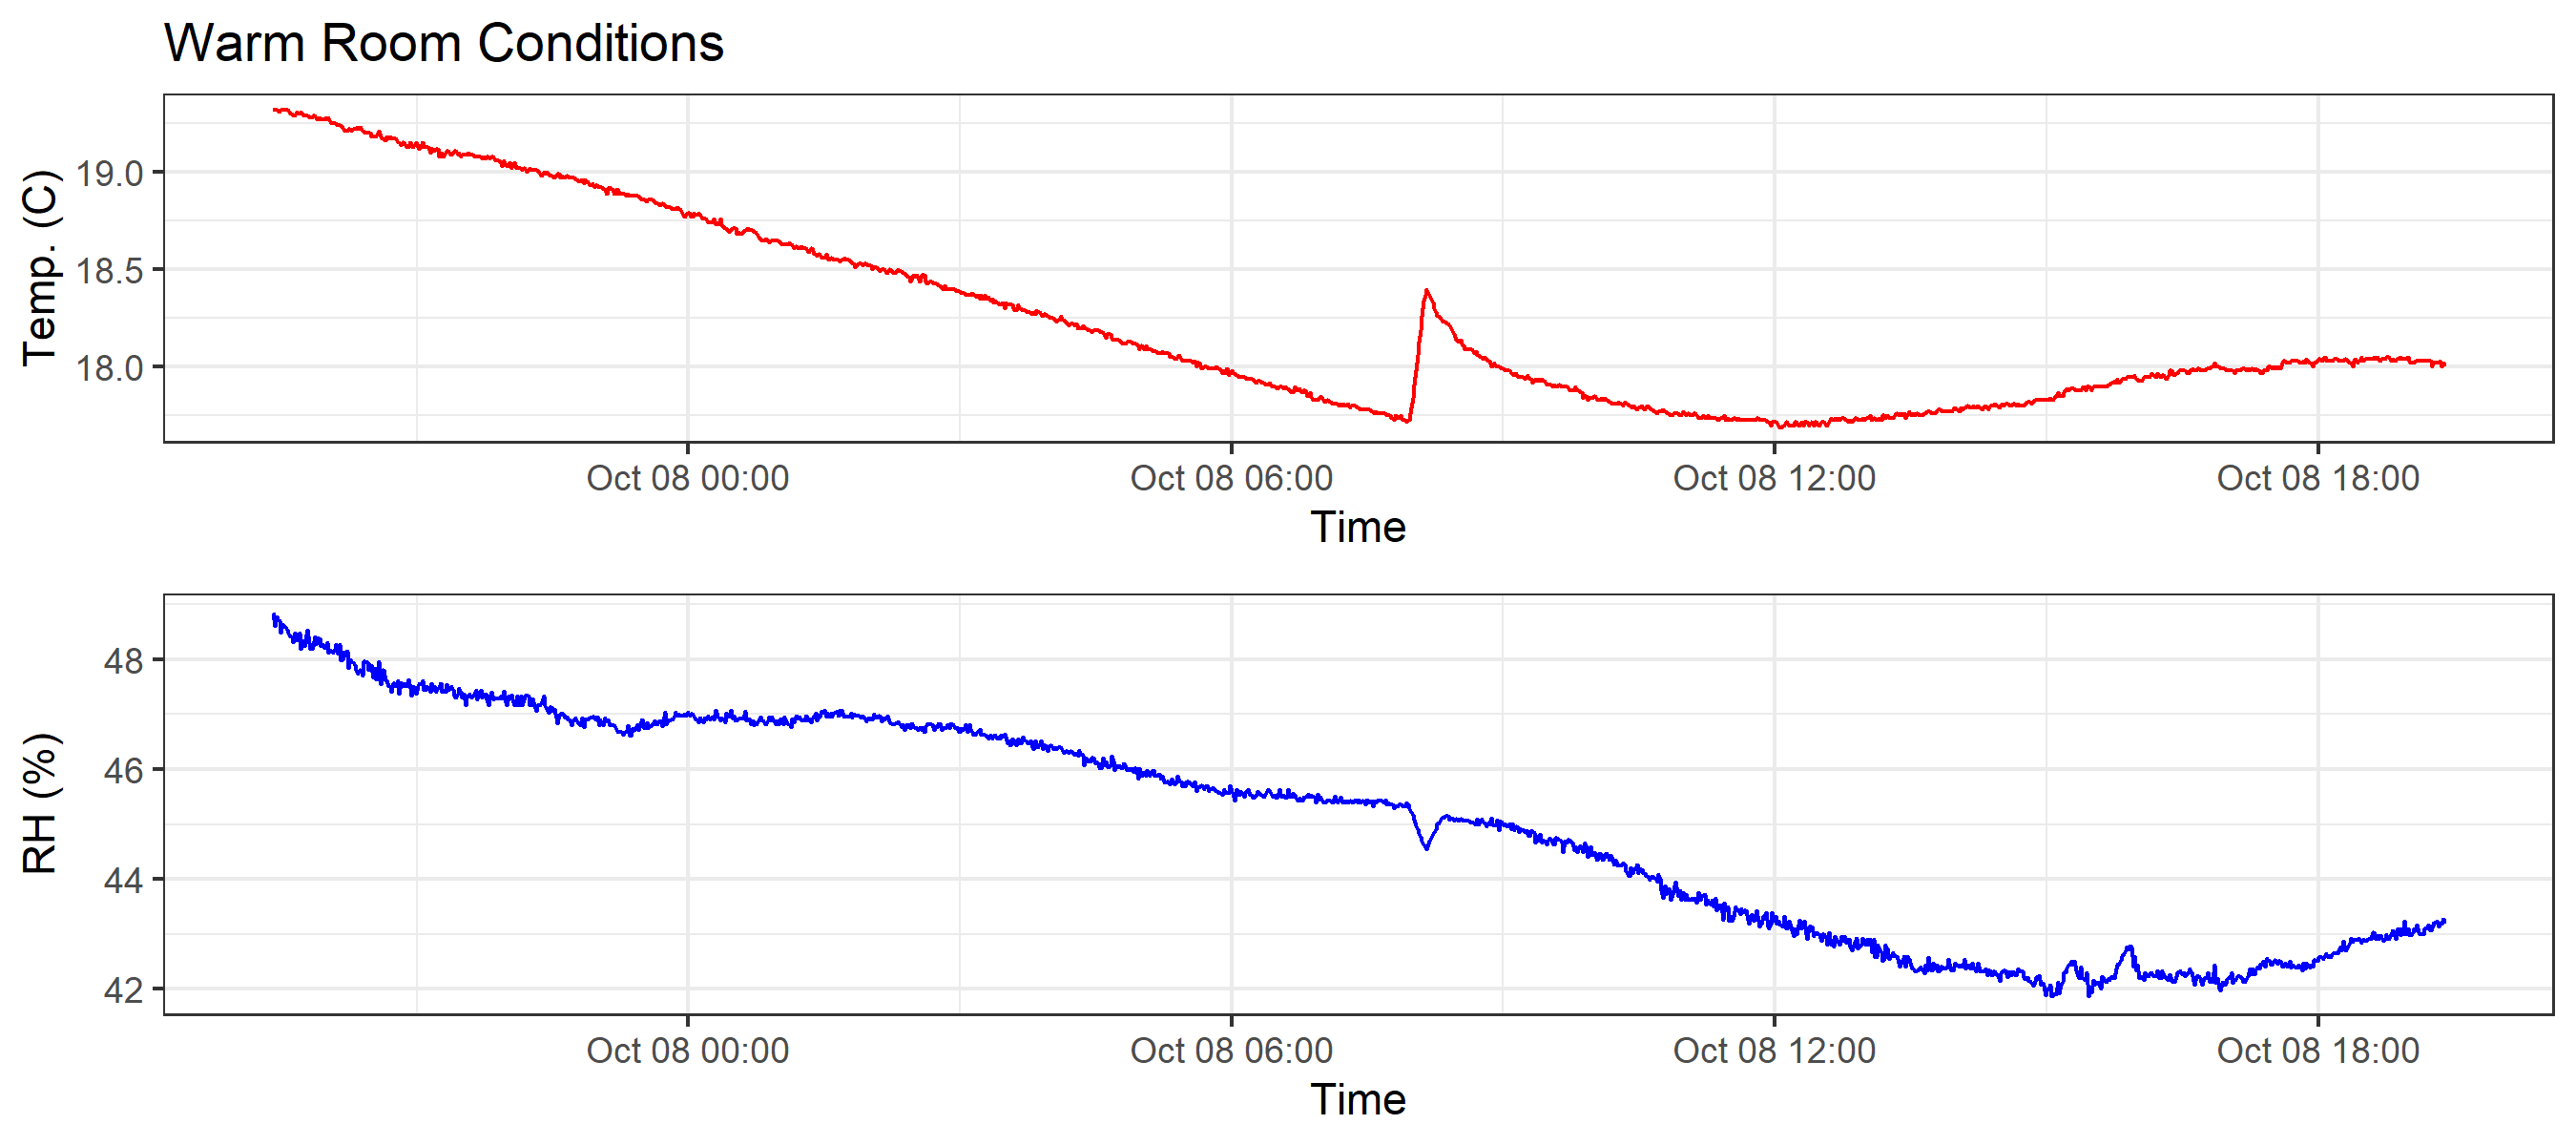 Warm Room Conditions
Temp. (C)
19.0
18.5
18.0
Oct 08 00:00 Oct 08 06:00 Oct 08 12:00 Oct 08 18:00
Time
RH (%)
48
46
44
42
Oct 08 00:00 Oct 08 06:00 Oct 08 12:00 Oct 08 18:00
Time